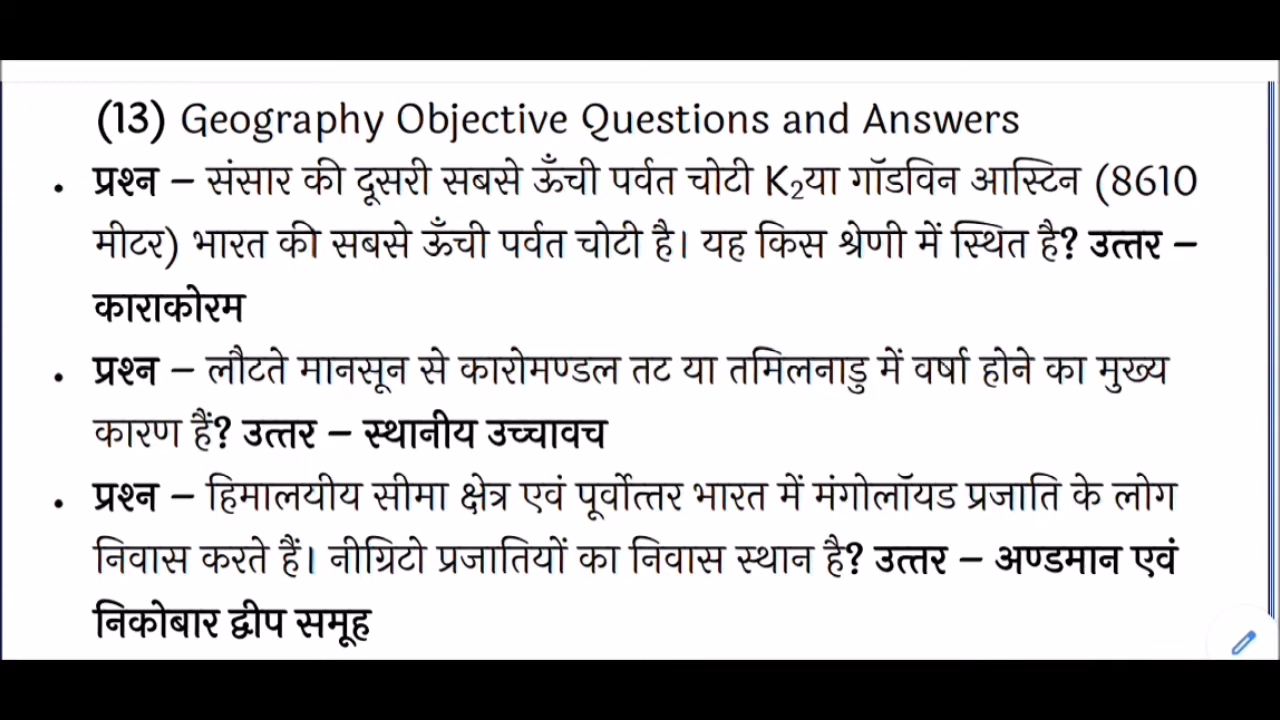 (13) Geography Objective Questions and Answers
• प्रश्न – संसार की दूसरी सबसे ऊँची पर्वत चोटी K₂या गॉडविन आस्टिन (8610
मीटर) भारत की सबसे ऊँची पर्वत चोटी है। यह किस श्रेणी में स्थित है? उत्तर –
काराकोरम
• प्रश्न – लौटते मानसून से कारोमण्डल तट या तमिलनाडु में वर्षा होने का मुख्य
कारण हैं? उत्तर – स्थानीय उच्चावच
• प्रश्न – हिमालयीय सीमा क्षेत्र एवं पूर्वोत्तर भारत में मंगोलॉयड प्रजाति के लोग
निवास करते हैं। नीग्रिटो प्रजातियों का निवास स्थान है? उत्तर – अण्डमान एवं
निकोबार द्वीप समूह